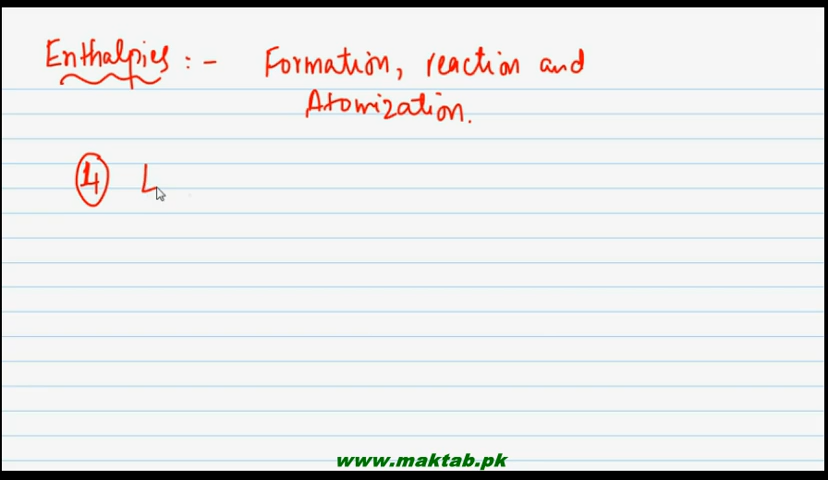 Enthalpies :- Formation, reaction and
Atomization.
4 L
www.maktab.pk